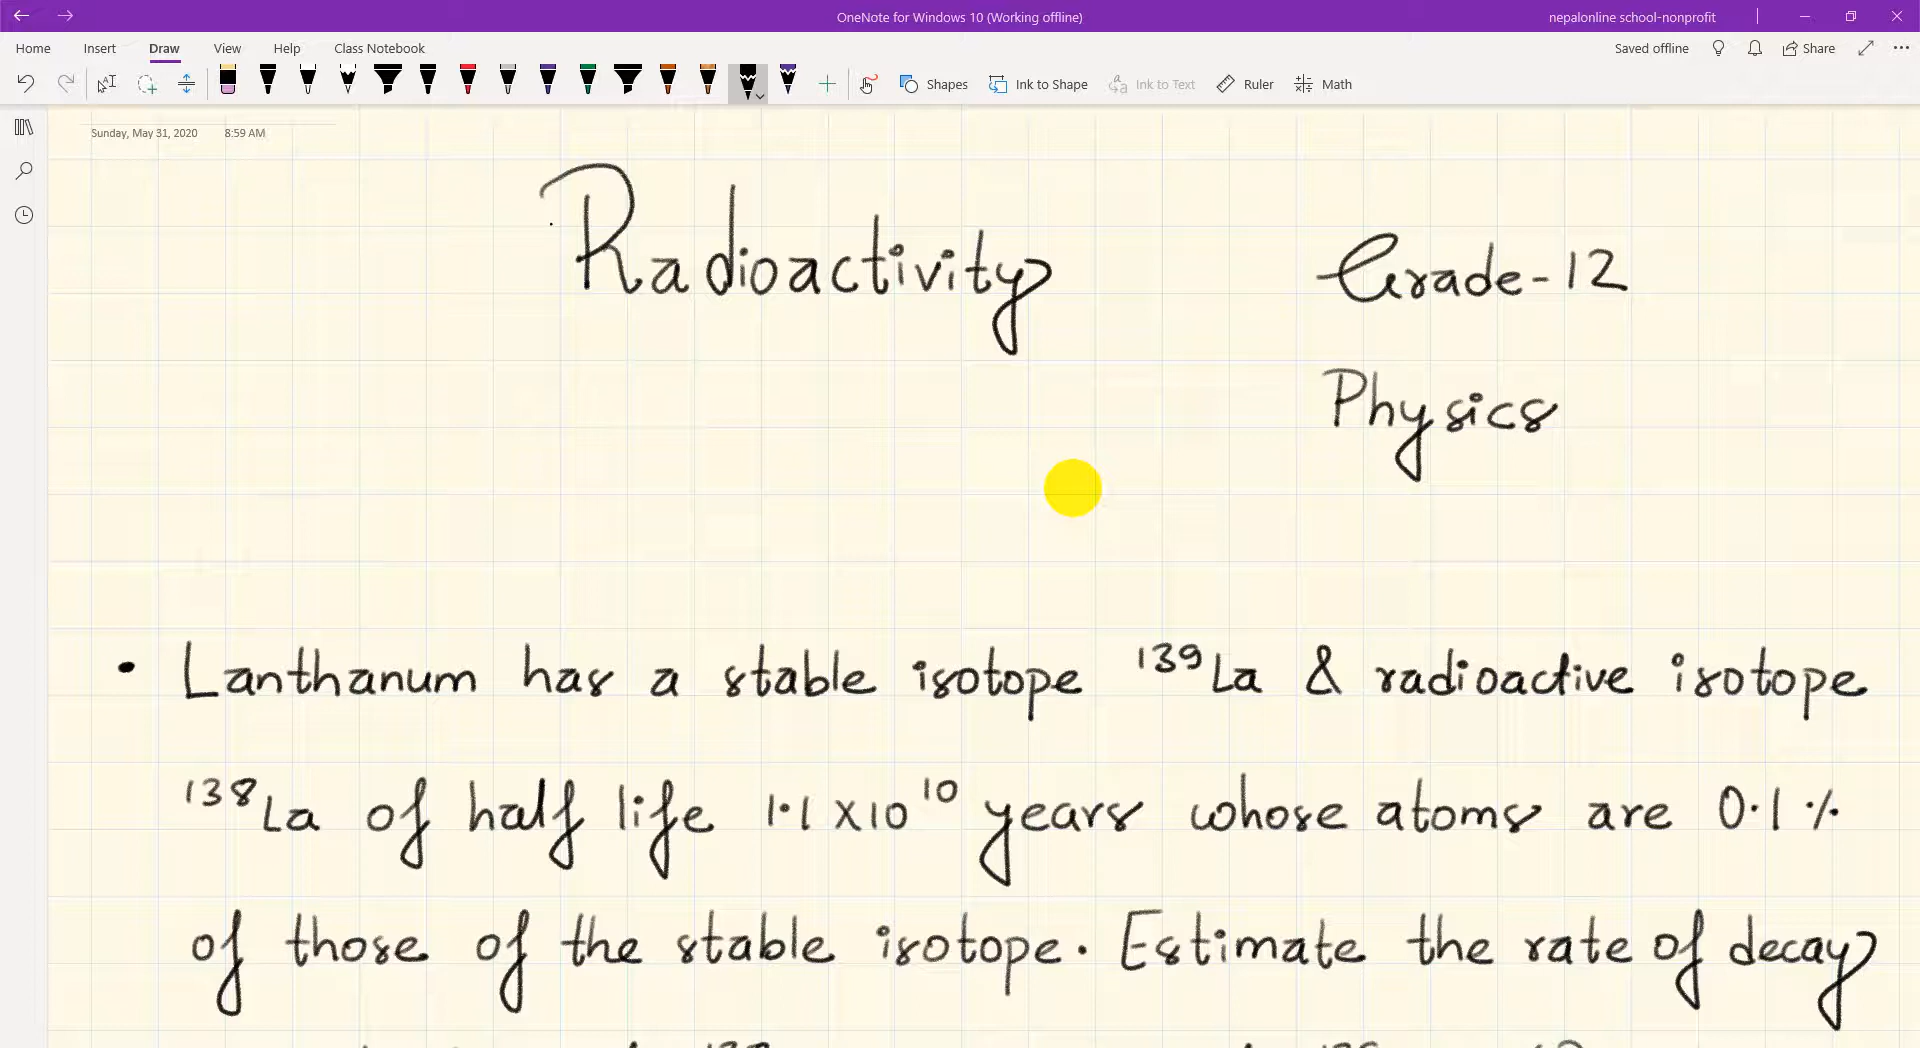 OneNote for Windows 10 (Working offline)
nepalonline school-nonprofit
Home Insert Draw View Help Class Notebook
Saved offline Share
Shapes Ink to Shape Ink to Text Ruler Math
Sunday, May 31, 2020 8:59 AM
Radioactivity
Grade-12
Physics
• Lanthanum has a stable isotope ¹³⁹La & radioactive isotope
¹³⁸La of half life 1.1×10¹⁰ years whose atoms are 0.1%
of those of the stable isotope. Estimate the rate of decay